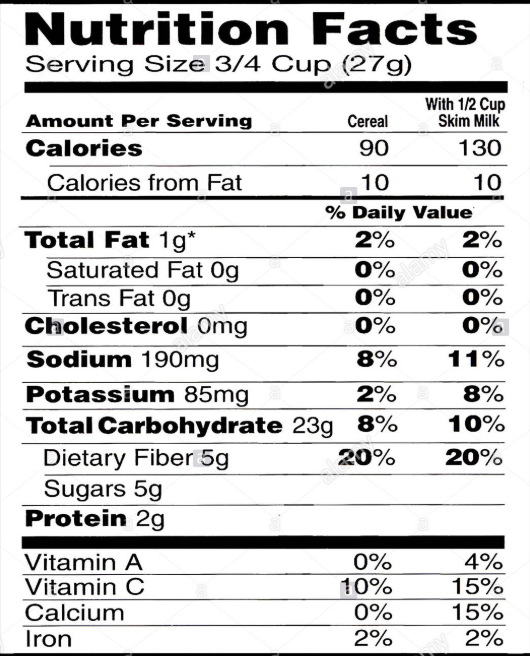 Nutrition Facts
Serving Size 3/4 Cup (27g)
Amount Per Serving Cereal With 1/2 Cup Skim Milk
Calories 90 130
Calories from Fat 10 10
% Daily Value
Total Fat 1g* 2% 2%
Saturated Fat 0g 0% 0%
Trans Fat 0g 0% 0%
Cholesterol 0mg 0% 0%
Sodium 190mg 8% 11%
Potassium 85mg 2% 8%
Total Carbohydrate 23g 8% 10%
Dietary Fiber 5g 20% 20%
Sugars 5g
Protein 2g
Vitamin A 0% 4%
Vitamin C 10% 15%
Calcium 0% 15%
Iron 2% 2%